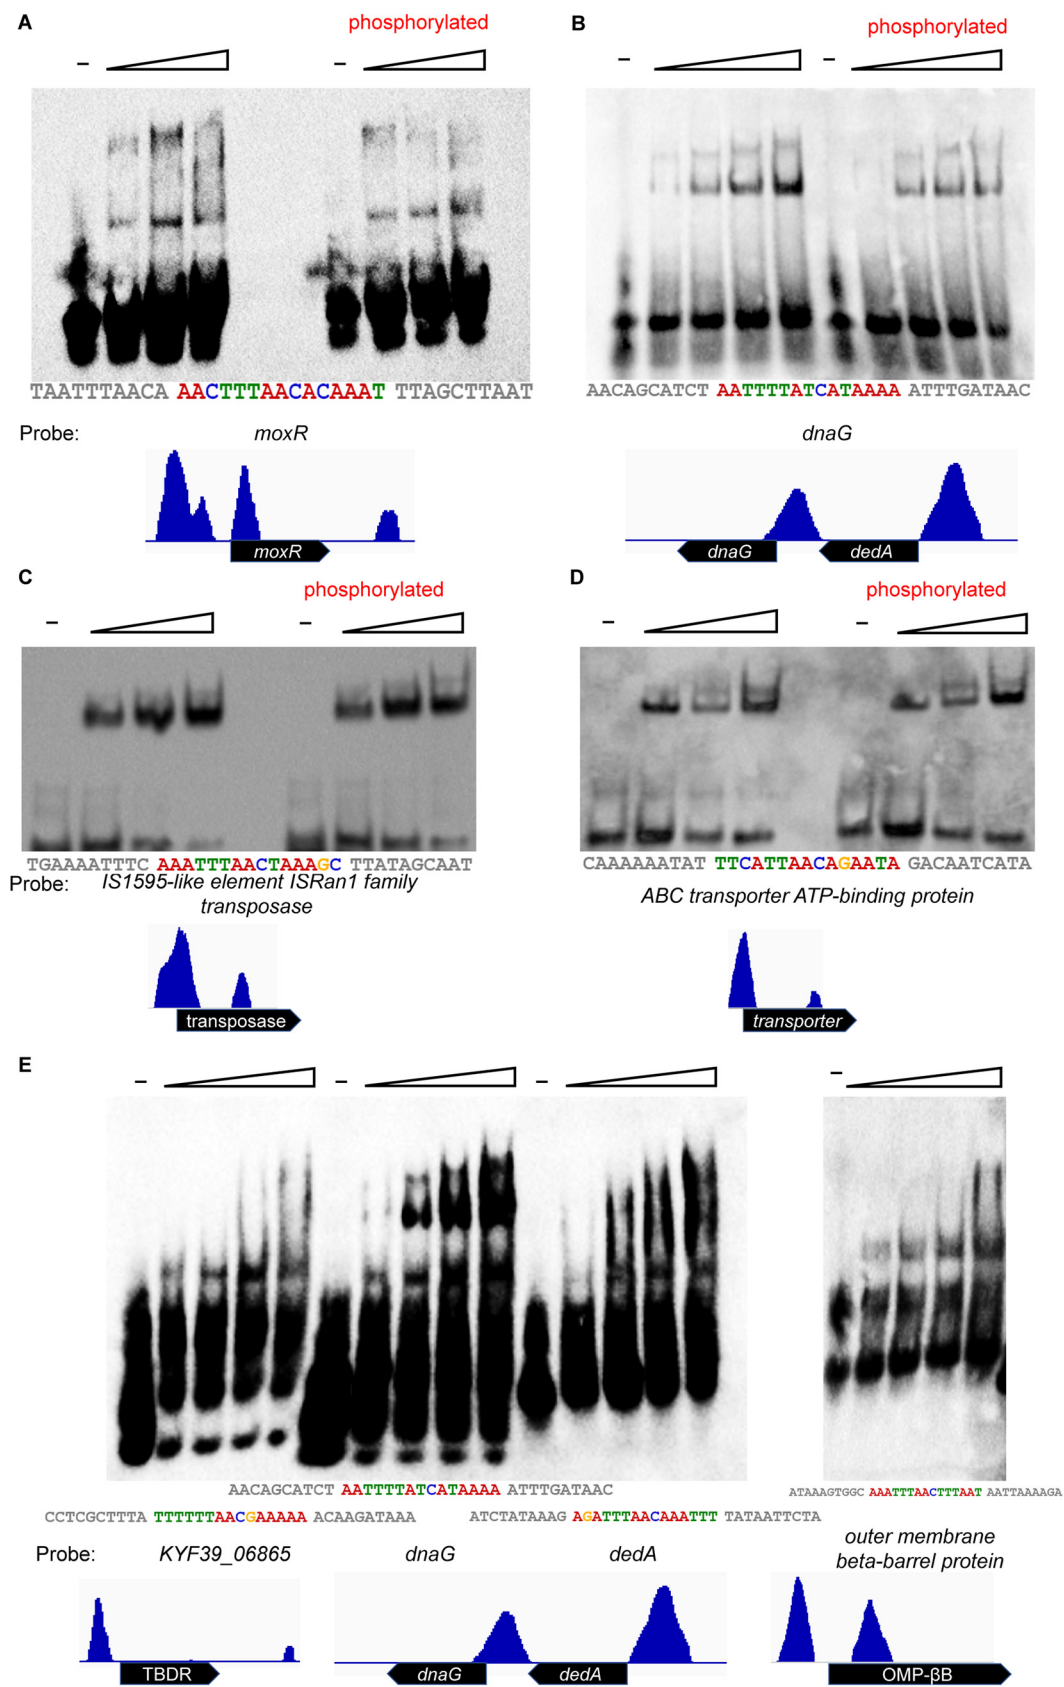 A
phosphorylated
–
–
TAATTTAACA AACTTTAACACAAAT TTAGCTTAAT
Probe:
moxR
moxR
B
phosphorylated
–
–
AACAGCATCT AATTTTATCATAAAA ATTTGATAAC
dnaG
dnaG
dedA
C
phosphorylated
–
–
TGAAAATTTC AAATTTAACTAAAGC TTATAGCAAT
Probe:
IS1595-like element ISRan1 family
transposase
transposase
D
phosphorylated
–
–
CAAAAAATAT TTCATTAACAGAATA GACAATCATA
ABC transporter ATP-binding protein
transporter
E
–
–
–
–
AACAGCATCT AATTTTATCATAAAA ATTTGATAAC
ATAAAGTGGC AAATTTAACTTTAAT AATTAAAAGA
CCTCGCTTTA TTTTTTAACGAAAAA ACAAGATAAA
ATCTATAAAG AGATTTAACAAATTT TATAATTCTA
Probe:
KYF39_06865
dnaG
dedA
outer membrane
beta-barrel protein
TBDR
dnaG
dedA
OMP-βB